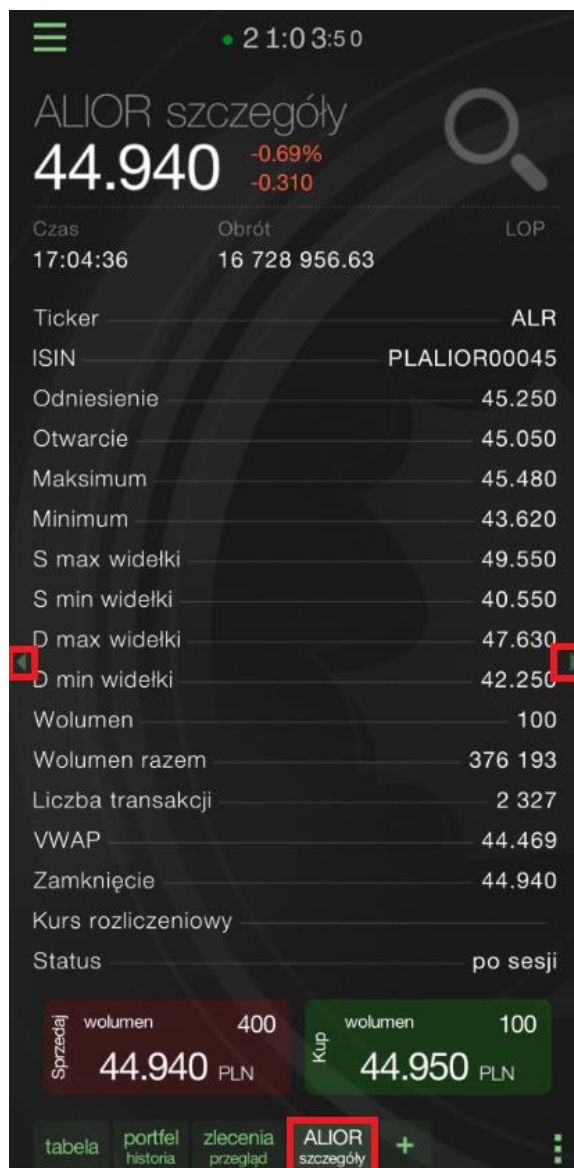 21:03:50
ALIOR szczegóły
44.940
-0.69%
-0.310
Czas Obrót LOP
17:04:36 16 728 956.63
Ticker ALR
ISIN PLALIOR00045
Odniesienie 45.250
Otwarcie 45.050
Maksimum 45.480
Minimum 43.620
S max widełki 49.550
S min widełki 40.550
D max widełki 47.630
D min widełki 42.250
Wolumen 100
Wolumen razem 376 193
Liczba transakcji 2 327
VWAP 44.469
Zamknięcie 44.940
Kurs rozliczeniowy
Status po sesji
Sprzedaj wolumen 400
44.940 PLN
Kup wolumen 100
44.950 PLN
tabela
portfel
historia
zlecenia
przegląd
ALIOR
szczegóły
+